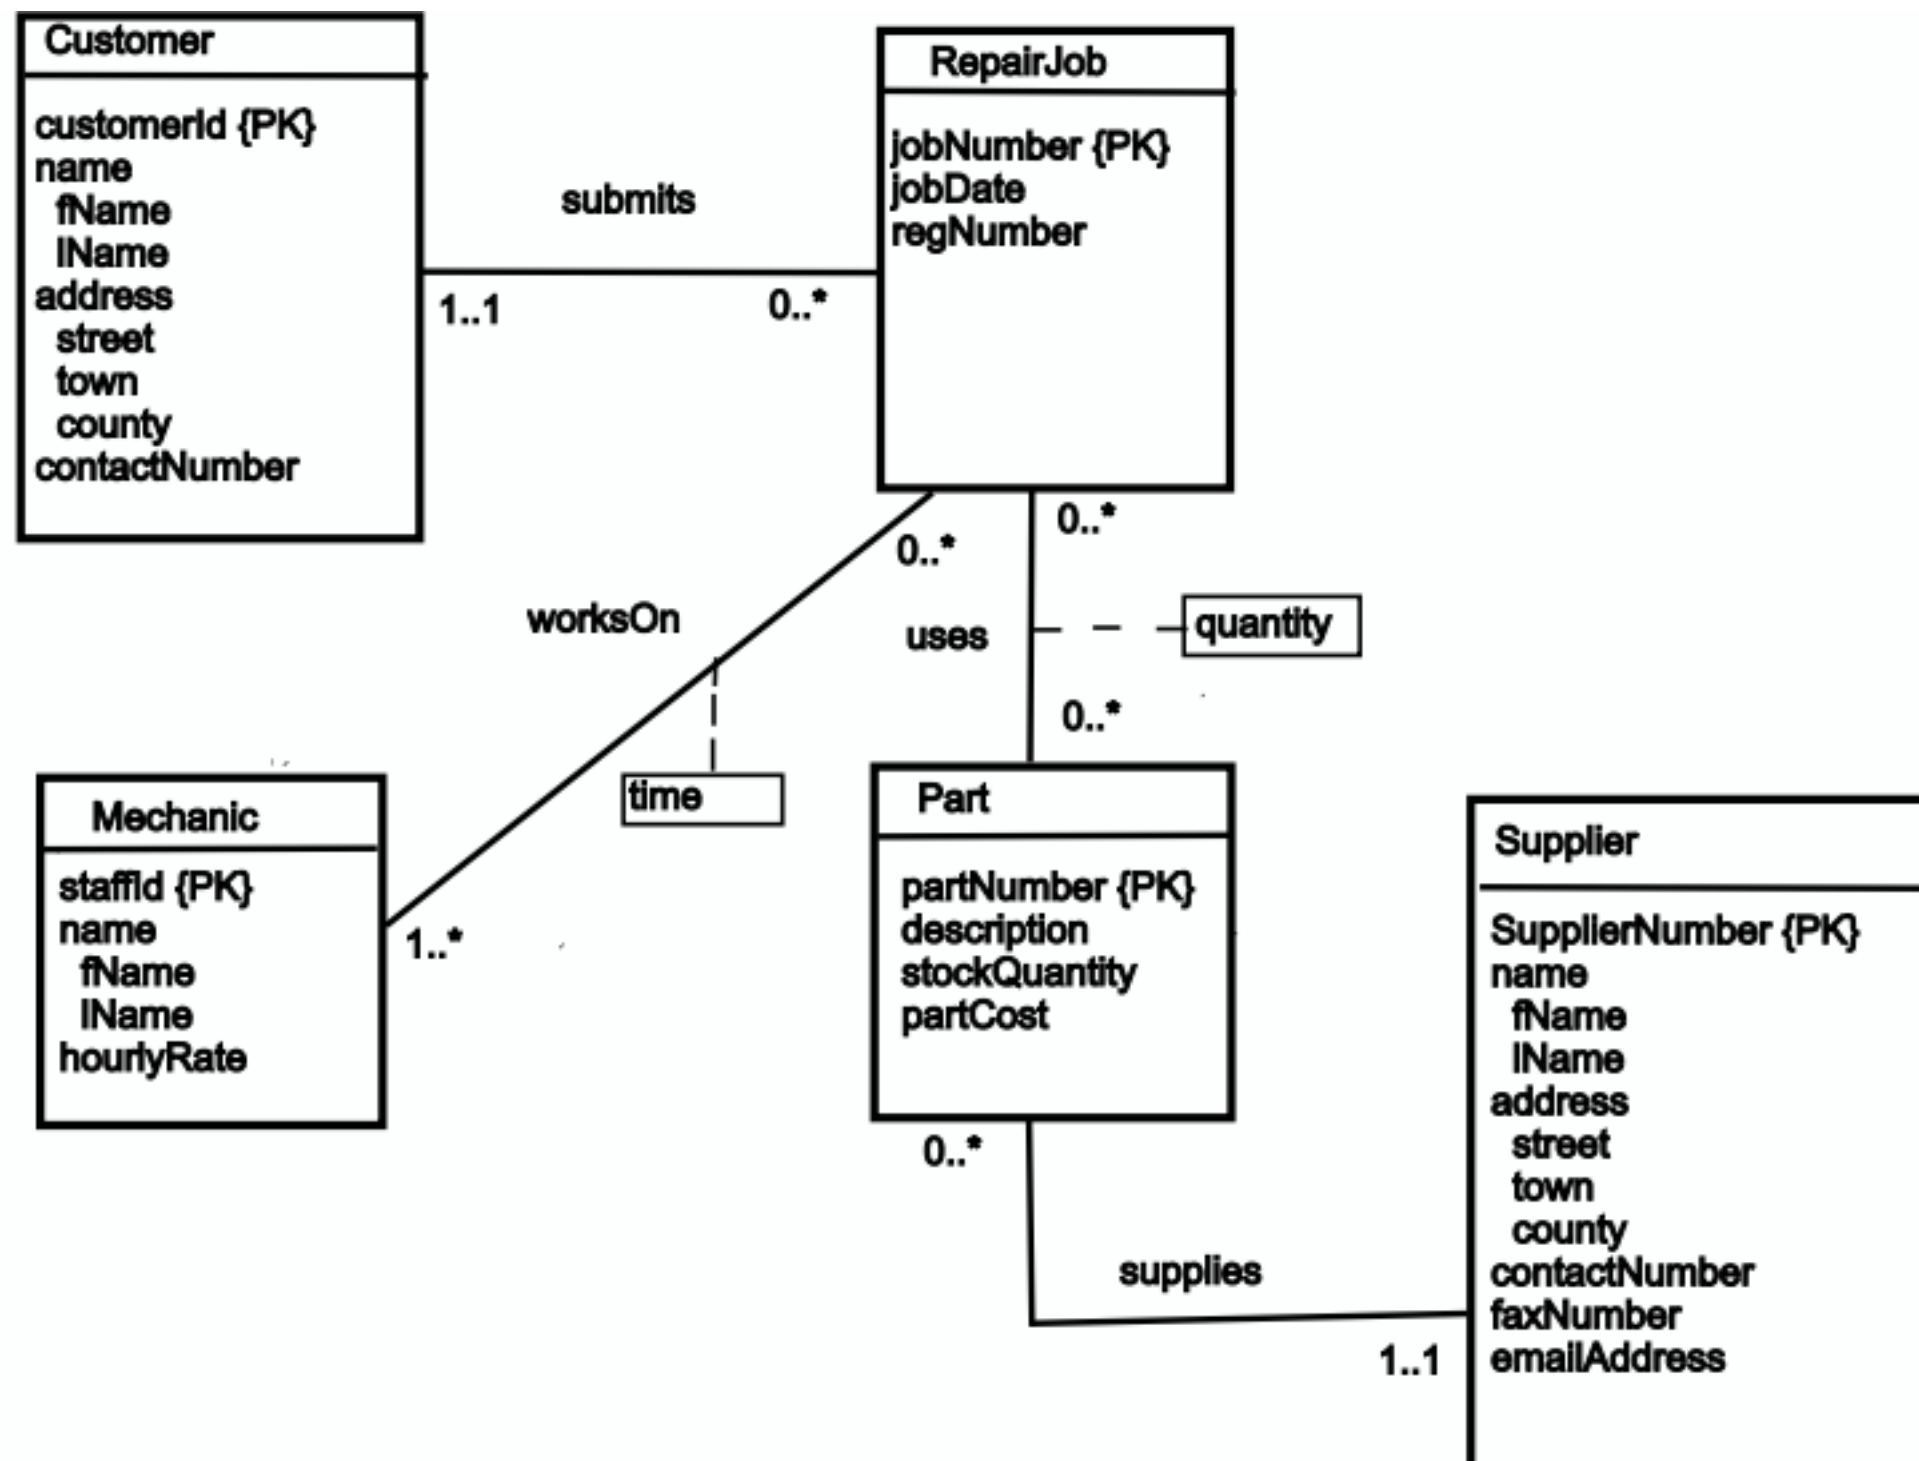 Customer
customerId {PK}
name
fName
lName
address
street
town
county
contactNumber
submits
1..1
0..*
RepairJob
jobNumber {PK}
jobDate
regNumber
0..*
0..*
worksOn
time
uses
quantity
0..*
Mechanic
staffId {PK}
name
fName
lName
hourlyRate
1..*
Part
partNumber {PK}
description
stockQuantity
partCost
0..*
supplies
1..1
Supplier
SupplierNumber {PK}
name
fName
lName
address
street
town
county
contactNumber
faxNumber
emailAddress